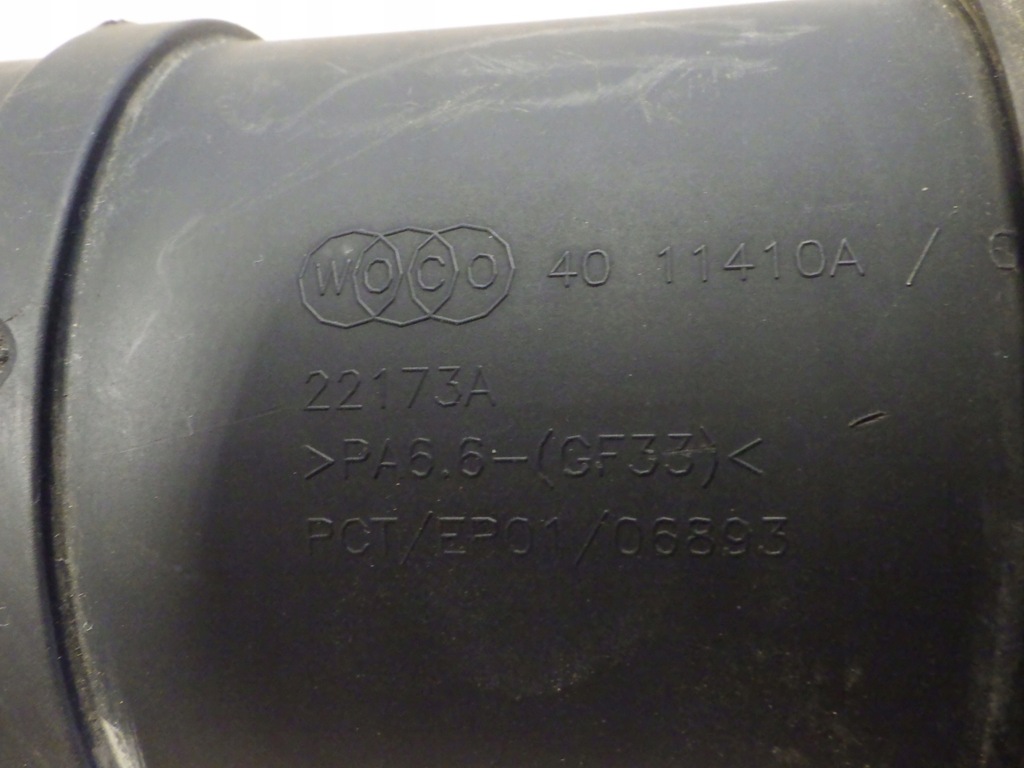 WOCO 40 11410A /
22173A
>PA6.6-(GF33)<
PCT/EP01/06893